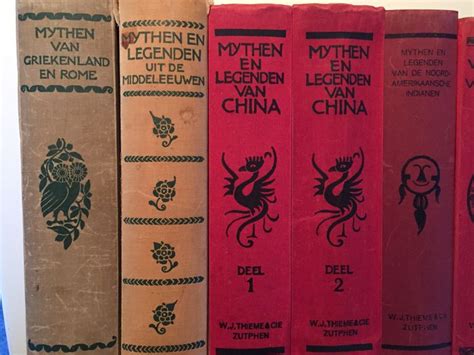 MYTHEN
VAN
GRIEKENLAND
EN ROME
MYTHEN EN
LEGENDEN
UIT DE
MIDDELEEUWEN
MYTHEN
EN
LEGENDEN
VAN
CHINA
DEEL
1
W.J. THIEME & CIE
ZUTPHEN
MYTHEN
EN
LEGENDEN
VAN
CHINA
DEEL
2
W.J. THIEME & CIE
ZUTPHEN
MYTHEN EN
LEGENDEN
VAN DE NOORD-
AMERIKAANSCHE
INDIANEN